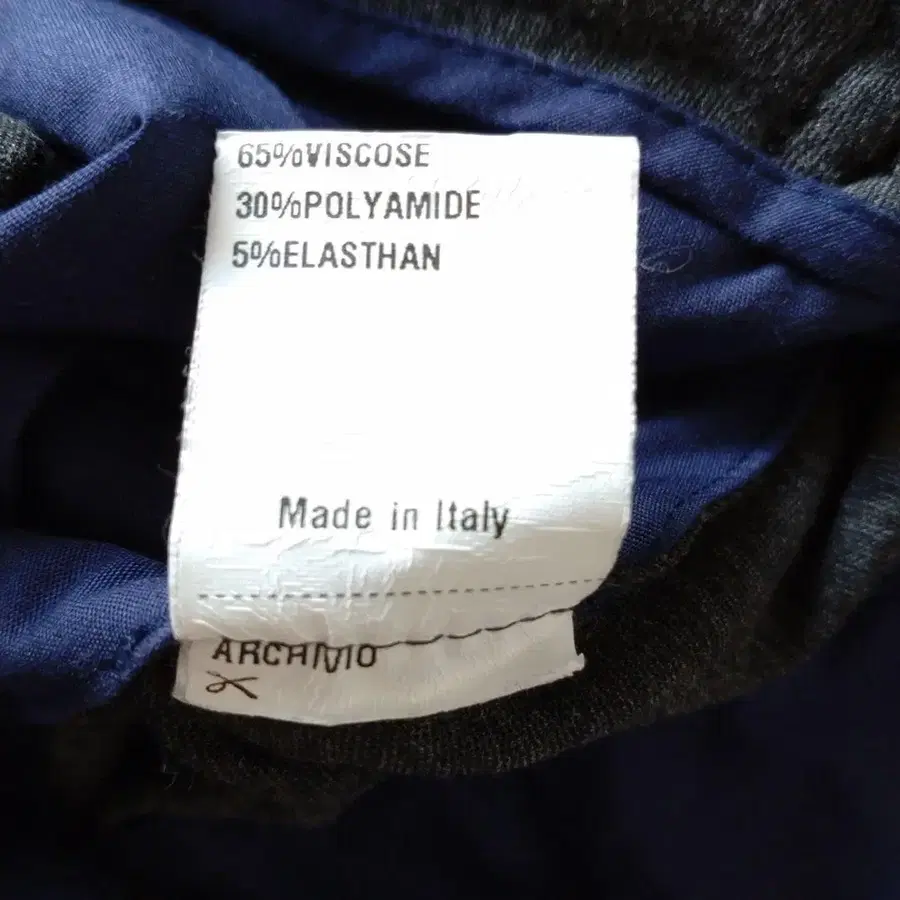 65%VISCOSE
30%POLYAMIDE
5%ELASTHAN
Made in Italy
ARCHIVIO